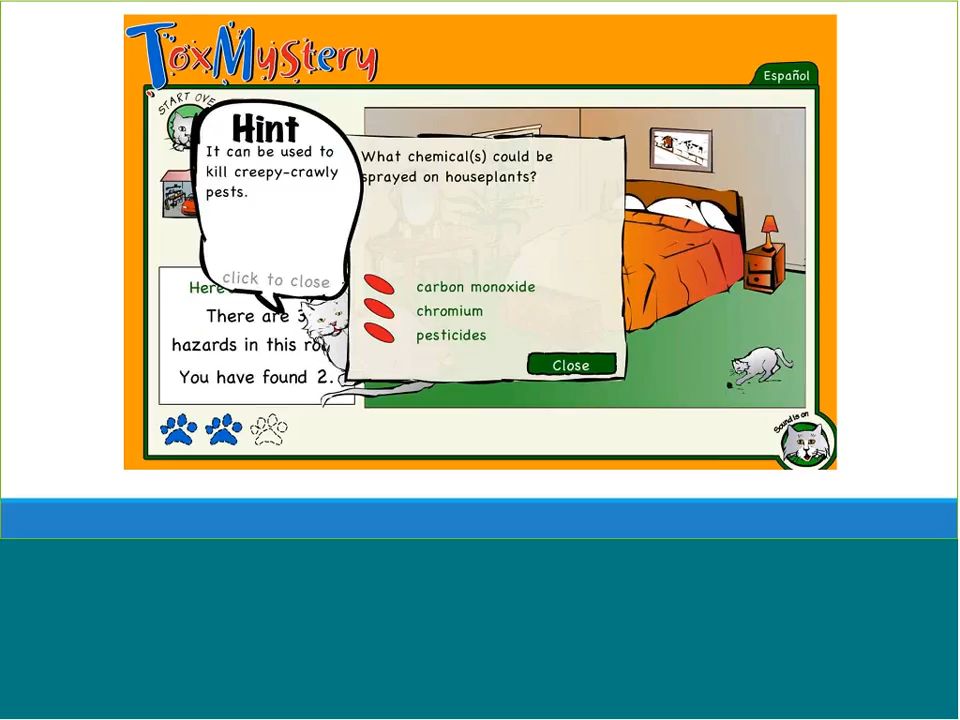 ToxMystery
Español
START OVE
Hint
It can be used to
kill creepy-crawly
pests.
click to close
What chemical(s) could be
sprayed on houseplants?
carbon monoxide
chromium
pesticides
Close
Here
There are 3
hazards in this
You have found 2.
Sound is on